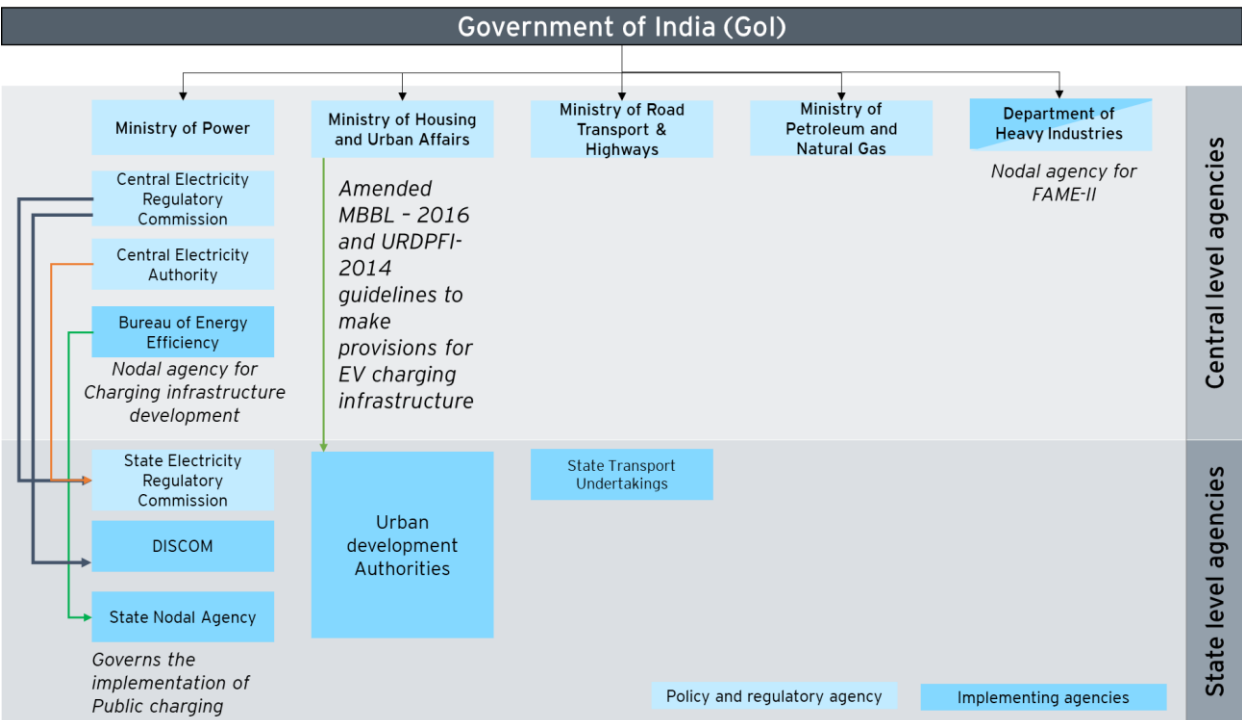 Government of India (GoI)
Ministry of Power
Ministry of Housing
and Urban Affairs
Ministry of Road
Transport &
Highways
Ministry of
Petroleum and
Natural Gas
Department of
Heavy Industries
Nodal agency for
FAME-II
Central Electricity
Regulatory
Commission
Central Electricity
Authority
Bureau of Energy
Efficiency
Nodal agency for
Charging infrastructure
development
Amended
MBBL – 2016
and URDPFI-
2014
guidelines to
make
provisions for
EV charging
infrastructure
Central level agencies
State Electricity
Regulatory
Commission
DISCOM
State Nodal Agency
Governs the
implementation of
Public charging
Urban
development
Authorities
State Transport
Undertakings
State level agencies
Policy and regulatory agency
Implementing agencies